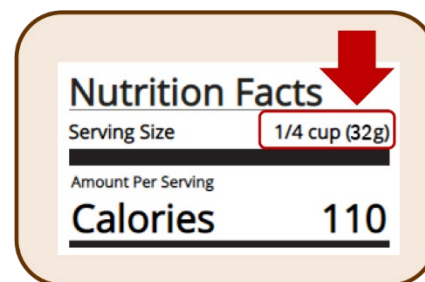 Nutrition Facts
Serving Size 1/4 cup (32g)
Amount Per Serving
Calories 110